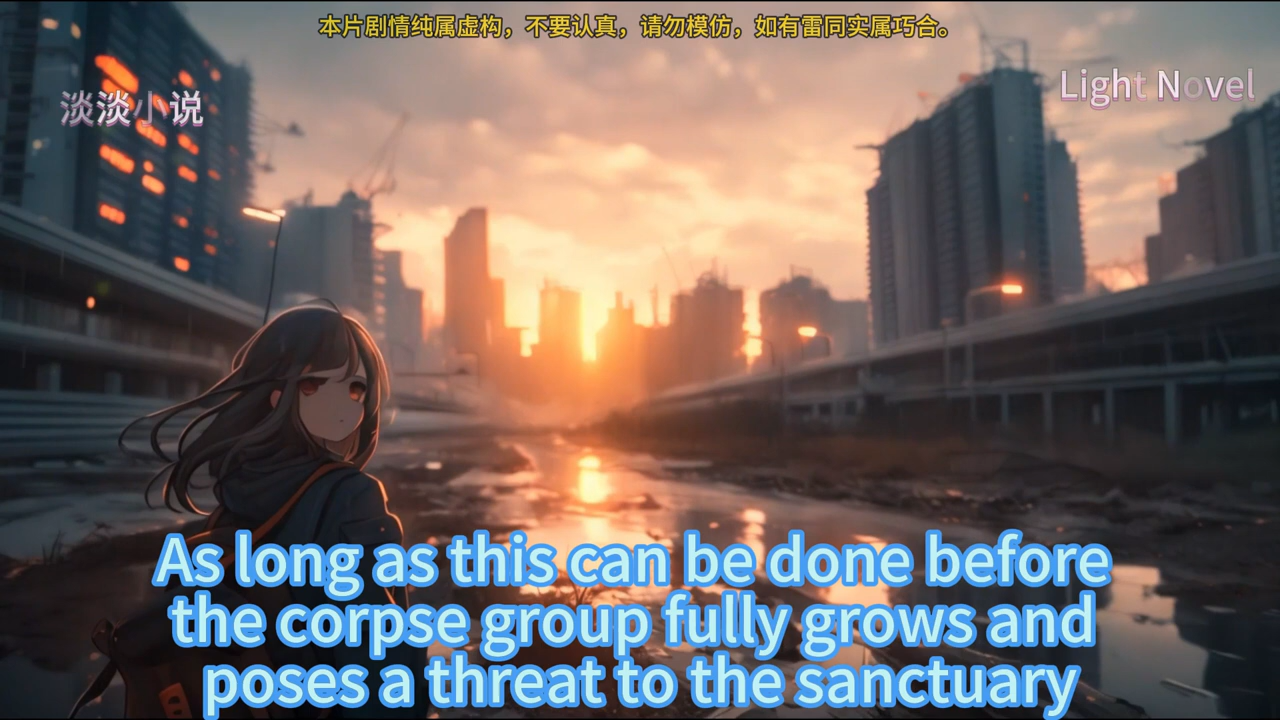 本片剧情纯属虚构，不要认真，请勿模仿，如有雷同实属巧合。
淡淡小说
Light Novel
As long as this can be done before
the corpse group fully grows and
poses a threat to the sanctuary